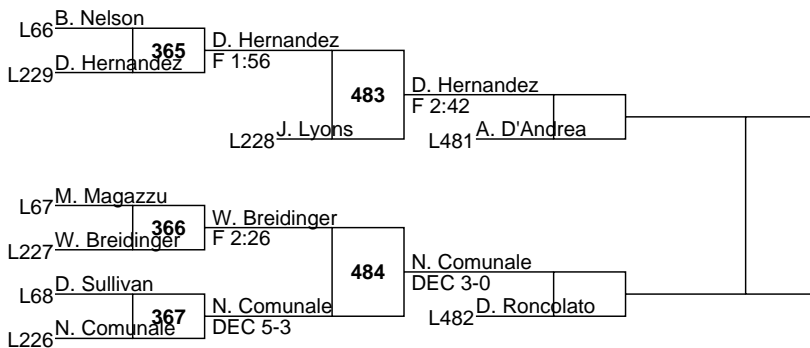 L66 B. Nelson
365
L229 D. Hernandez
D. Hernandez
F 1:56
483
L228 J. Lyons
D. Hernandez
F 2:42
L481 A. D'Andrea
L67 M. Magazzu
366
L227 W. Breidinger
W. Breidinger
F 2:26
484
L68 D. Sullivan
367
L226 N. Comunale
N. Comunale
DEC 5-3
N. Comunale
DEC 3-0
L482 D. Roncolato